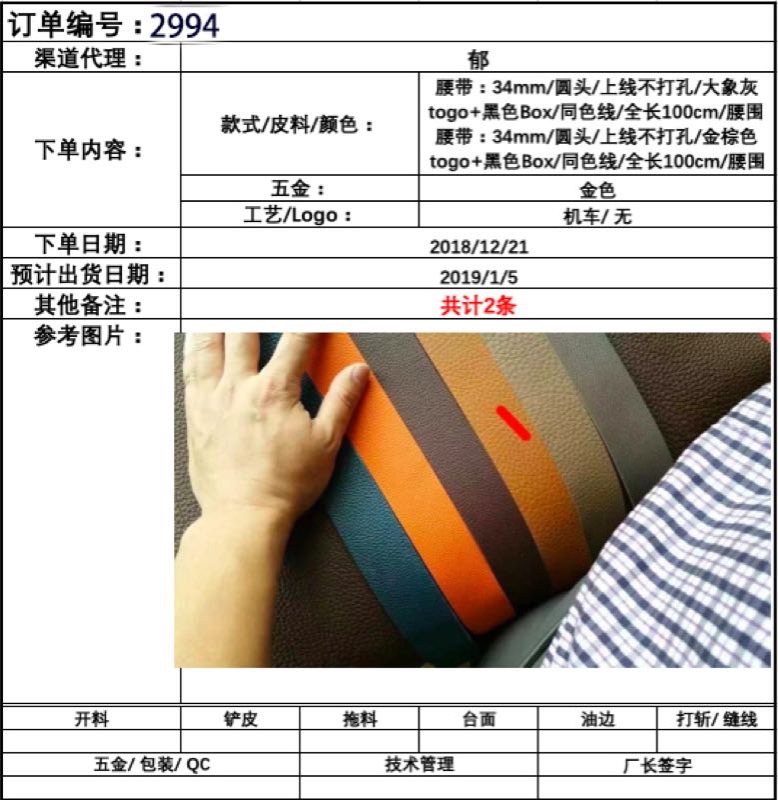 订单编号：2994
渠道代理： 郁
下单内容：
款式/皮料/颜色：
腰带：34mm/圆头/上线不打孔/大象灰
togo+黑色Box/同色线/全长100cm/腰围
腰带：34mm/圆头/上线不打孔/金棕色
togo+黑色Box/同色线/全长100cm/腰围
五金： 金色
工艺/Logo： 机车/ 无
下单日期： 2018/12/21
预计出货日期： 2019/1/5
其他备注： 共计2条
参考图片：
开料 铲皮 拖料 台面 油边 打斩/ 缝线
五金/ 包装/ QC 技术管理 厂长签字